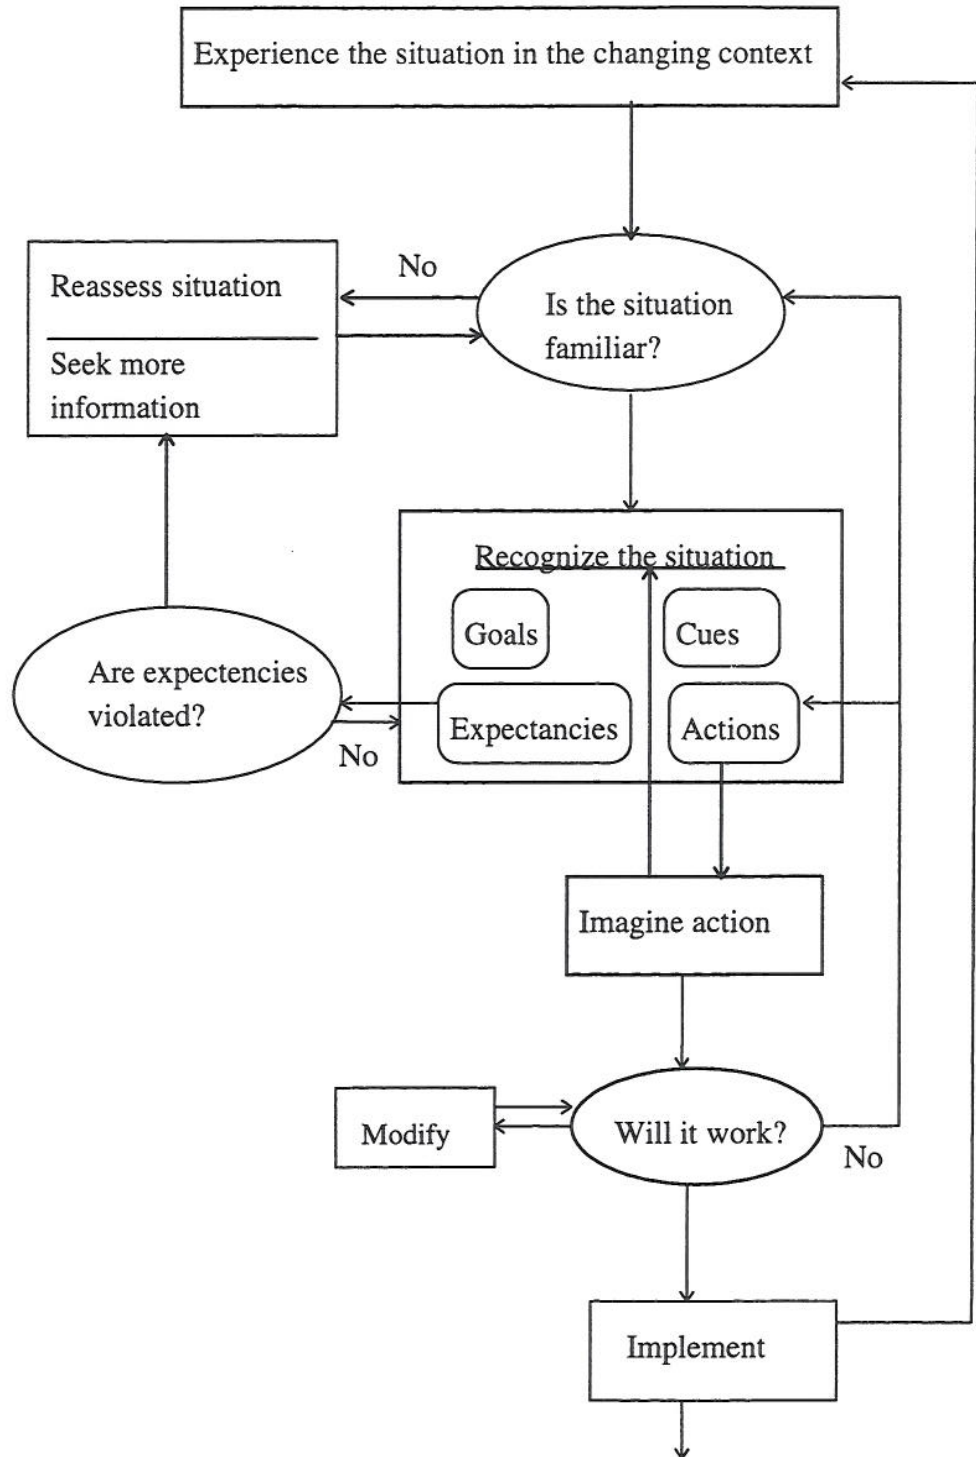 Experience the situation in the changing context
No
Reassess situation
Seek more
information
Is the situation
familiar?
Recognize the situation
Goals
Cues
Expectancies
Actions
Are expectencies
violated?
No
Imagine action
Modify
Will it work?
No
Implement